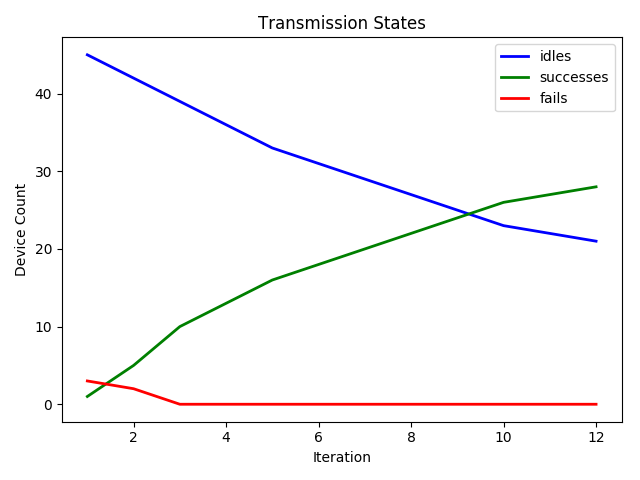 Transmission States
idles
successes
fails
Device Count
40
30
20
10
0
2 4 6 8 10 12
Iteration